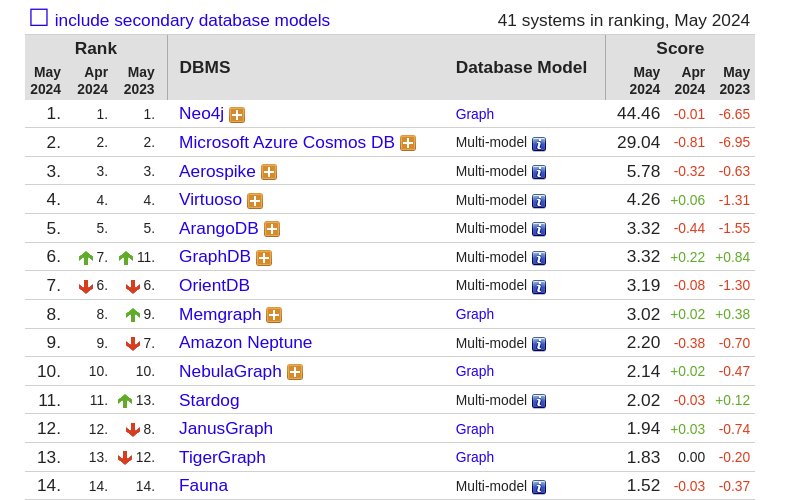 include secondary database models 41 systems in ranking, May 2024
Rank DBMS Database Model Score
May 2024 Apr 2024 May 2023 May 2024 Apr 2024 May 2023
1. 1. 1. Neo4j Graph 44.46 -0.01 -6.65
2. 2. 2. Microsoft Azure Cosmos DB Multi-model 29.04 -0.81 -6.95
3. 3. 3. Aerospike Multi-model 5.78 -0.32 -0.63
4. 4. 4. Virtuoso Multi-model 4.26 +0.06 -1.31
5. 5. 5. ArangoDB Multi-model 3.32 -0.44 -1.55
6. 7. 11. GraphDB Multi-model 3.32 +0.22 +0.84
7. 6. 6. OrientDB Multi-model 3.19 -0.08 -1.30
8. 8. 9. Memgraph Graph 3.02 +0.02 +0.38
9. 9. 7. Amazon Neptune Multi-model 2.20 -0.38 -0.70
10. 10. 10. NebulaGraph Graph 2.14 +0.02 -0.47
11. 11. 13. Stardog Multi-model 2.02 -0.03 +0.12
12. 12. 8. JanusGraph Graph 1.94 +0.03 -0.74
13. 13. 12. TigerGraph Graph 1.83 0.00 -0.20
14. 14. 14. Fauna Multi-model 1.52 -0.03 -0.37